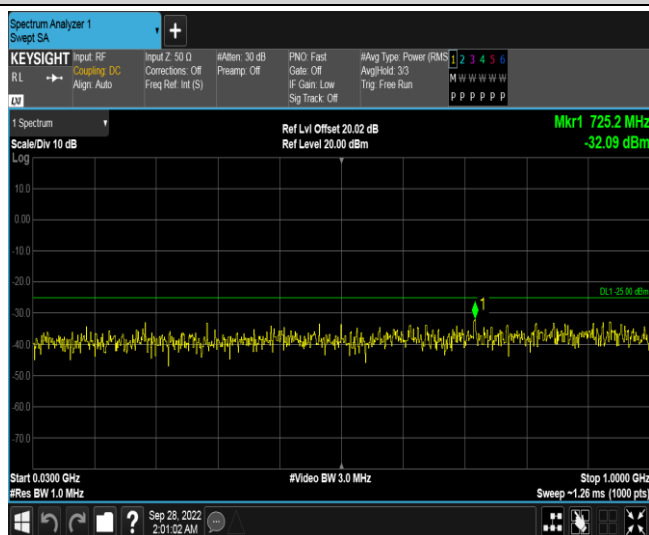 Spectrum Analyzer 1
Swept SA
+
KEYSIGHT
RL
LXI
Input: RF
Coupling: DC
Align: Auto
Input Z: 50 Ω
Corrections: Off
Freq Ref: Int (S)
#Atten: 30 dB
Preamp: Off
PNO: Fast
Gate: Off
IF Gain: Low
Sig Track: Off
#Avg Type: Power (RMS
Avg|Hold: 3/3
Trig: Free Run
1 2 3 4 5 6
M W W W W W
P P P P P P
1 Spectrum
Scale/Div 10 dB
Ref Lvl Offset 20.02 dB
Ref Level 20.00 dBm
Mkr1 725.2 MHz
-32.09 dBm
Log
10.0
0.00
-10.0
-20.0
DL1 -25.00 dBm
1
-30.0
-40.0
-50.0
-60.0
-70.0
Start 0.0300 GHz
#Video BW 3.0 MHz
Stop 1.0000 GHz
#Res BW 1.0 MHz
Sweep ~1.26 ms (1000 pts)
?
Sep 28, 2022
2:01:02 AM